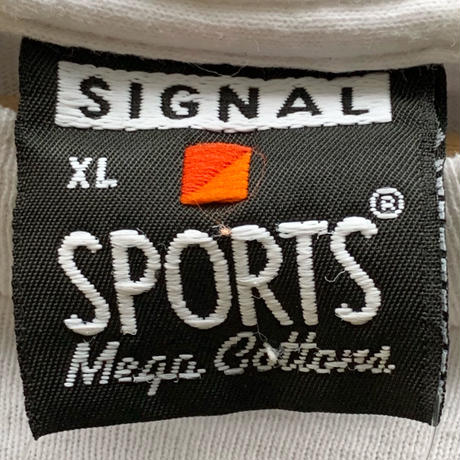 SIGNAL
XL
SPORTS®
Mega Cottons